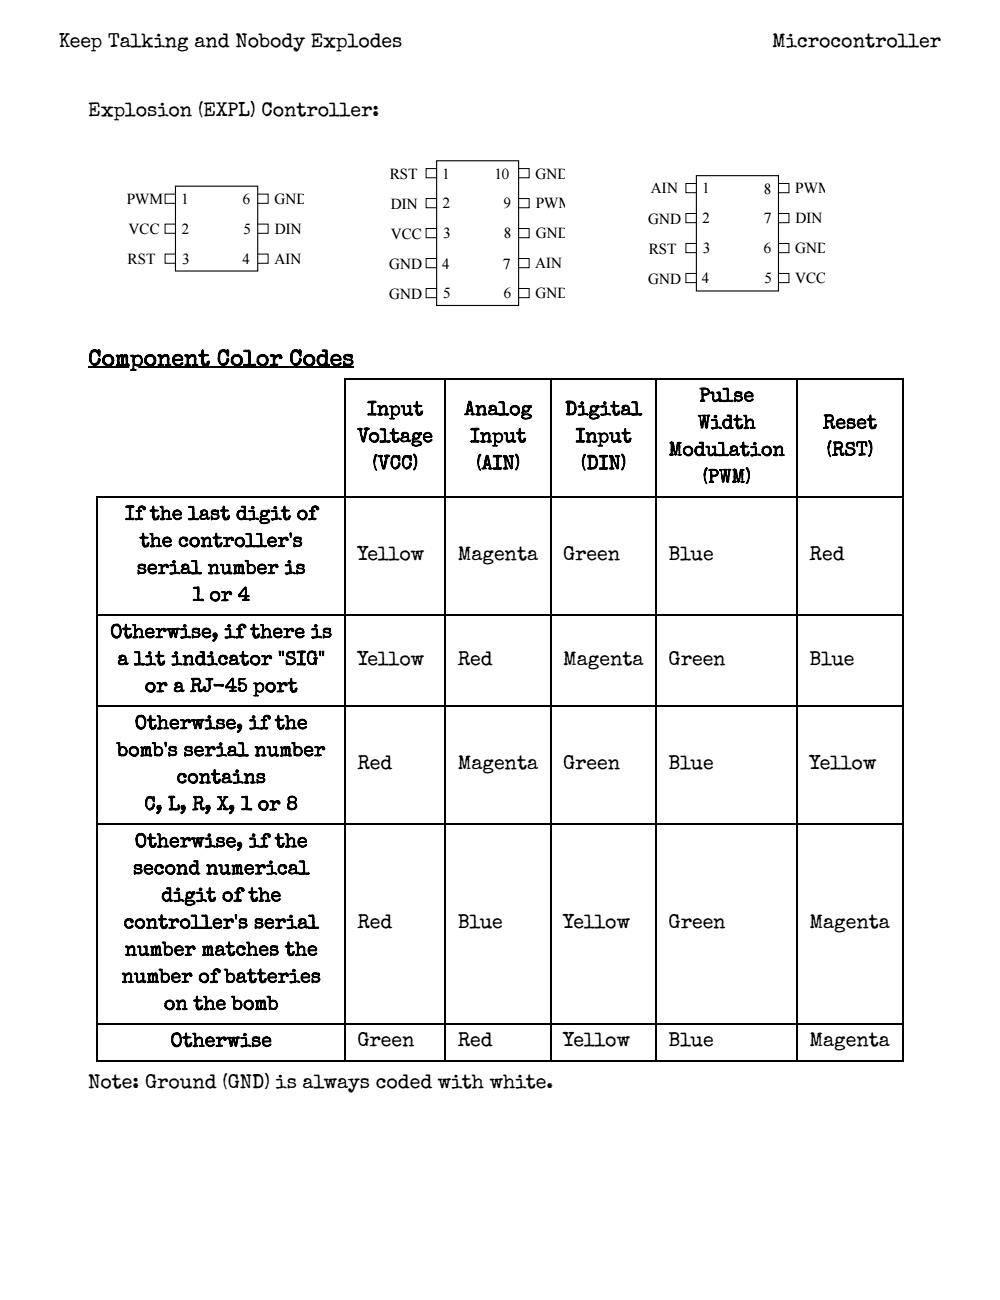 Keep Talking and Nobody Explodes Microcontroller
Explosion (EXPL) Controller:
PWM 1 6 GND
VCC 2 5 DIN
RST 3 4 AIN
RST 1 10 GND
DIN 2 9 PWM
VCC 3 8 GND
GND 4 7 AIN
GND 5 6 GND
AIN 1 8 PWM
GND 2 7 DIN
RST 3 6 GND
GND 4 5 VCC
Component Color Codes
Input
Voltage
(VCC)
Analog
Input
(AIN)
Digital
Input
(DIN)
Pulse
Width
Modulation
(PWM)
Reset
(RST)
If the last digit of
the controller's
serial number is
1 or 4
Yellow Magenta Green Blue Red
Otherwise, if there is
a lit indicator "SIG"
or a RJ-45 port
Yellow Red Magenta Green Blue
Otherwise, if the
bomb's serial number
contains
C, L, R, X, 1 or 8
Red Magenta Green Blue Yellow
Otherwise, if the
second numerical
digit of the
controller's serial
number matches the
number of batteries
on the bomb
Red Blue Yellow Green Magenta
Otherwise Green Red Yellow Blue Magenta
Note: Ground (GND) is always coded with white.